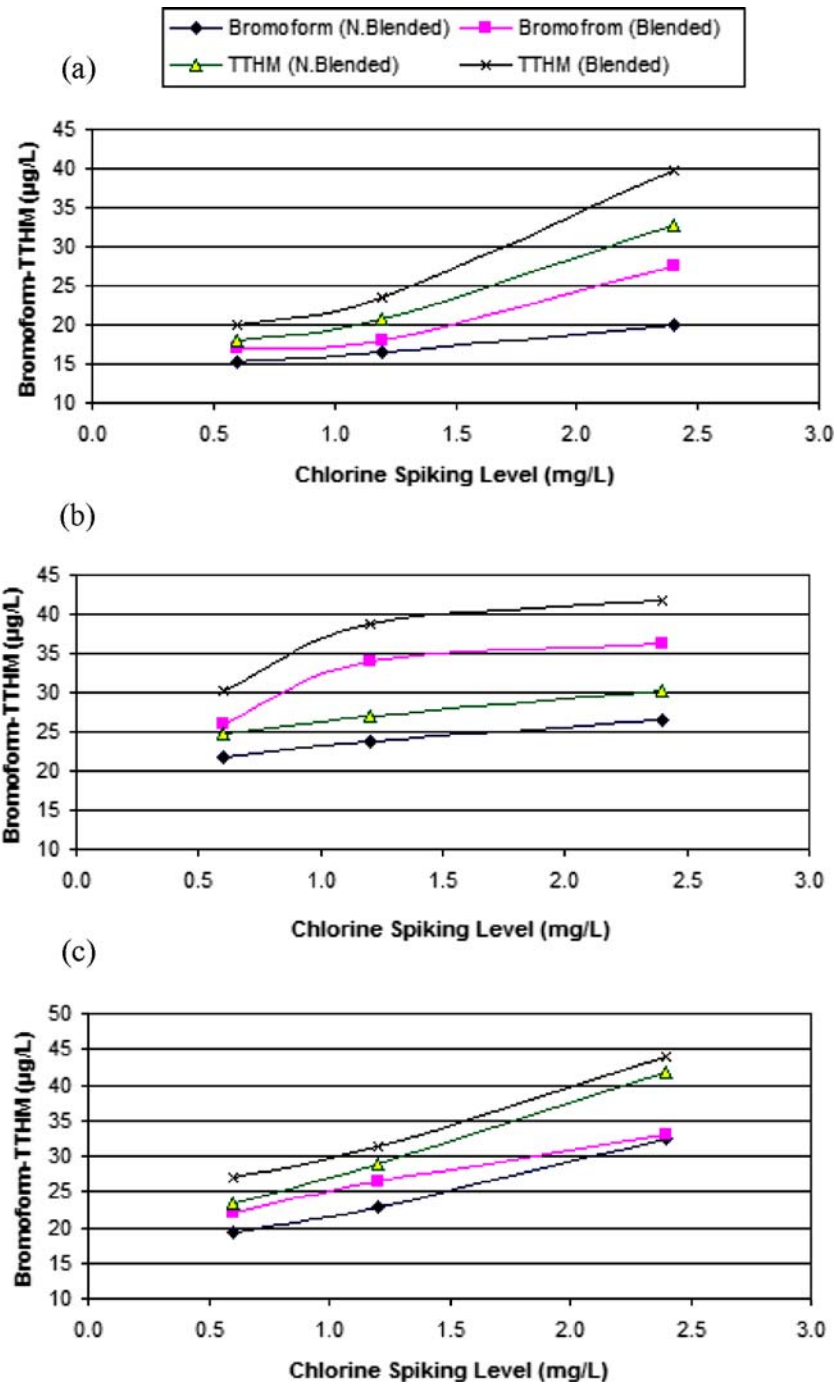 Bromoform (N.Blended) Bromofrom (Blended)
TTHM (N.Blended) TTHM (Blended)
(a)
Bromoform-TTHM (µg/L)
45
40
35
30
25
20
15
10
0.0 0.5 1.0 1.5 2.0 2.5 3.0
Chlorine Spiking Level (mg/L)
(b)
Bromoform-TTHM (µg/L)
45
40
35
30
25
20
15
10
0.0 0.5 1.0 1.5 2.0 2.5 3.0
Chlorine Spiking Level (mg/L)
(c)
Bromoform-TTHM (µg/L)
50
45
40
35
30
25
20
15
10
0.0 0.5 1.0 1.5 2.0 2.5 3.0
Chlorine Spiking Level (mg/L)